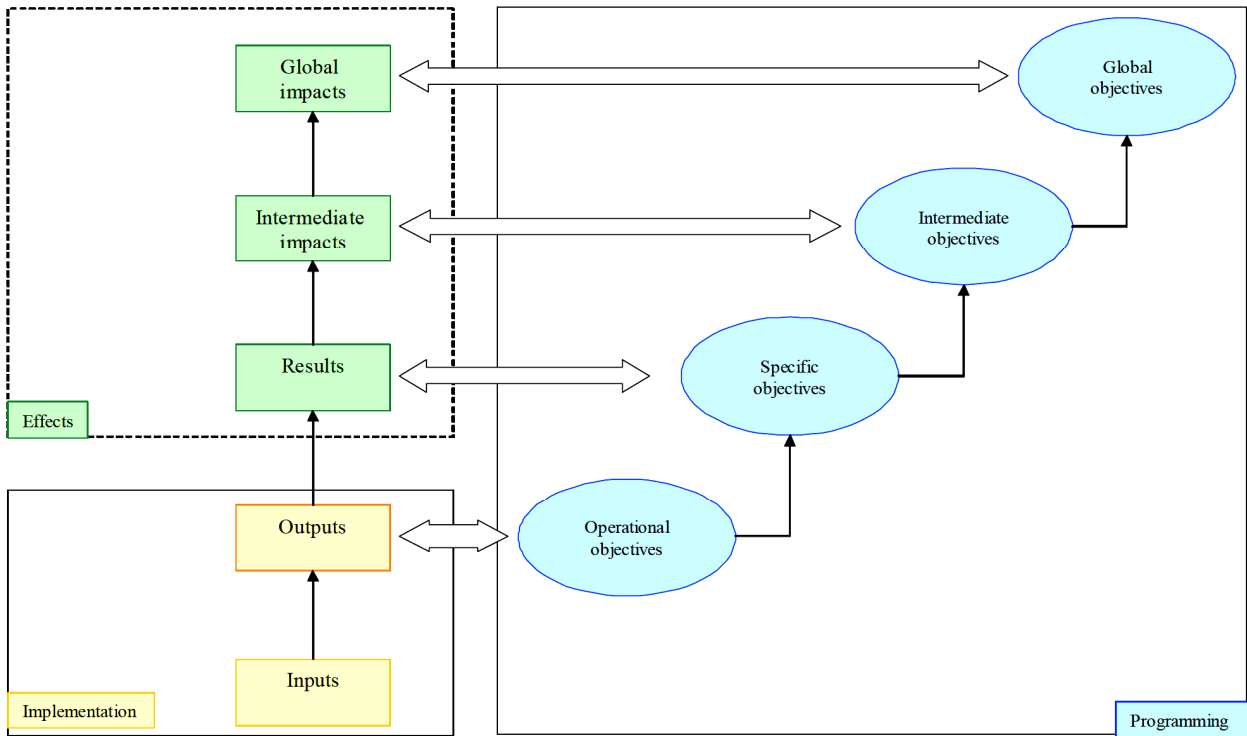 Global
impacts
Global
objectives
Intermediate
impacts
Intermediate
objectives
Results
Specific
objectives
Effects
Outputs
Operational
objectives
Inputs
Implementation
Programming